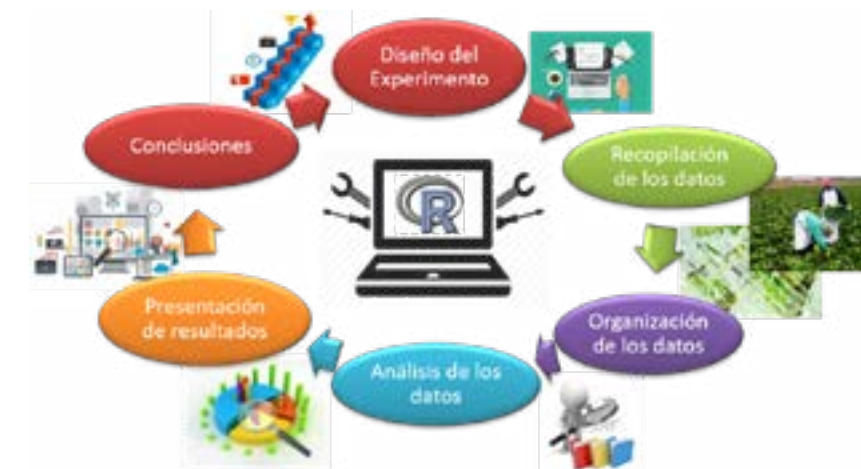 Diseño del
Experimento
Recopilación
de los datos
Organización
de los datos
Análisis de los
datos
Presentación
de resultados
Conclusiones
R